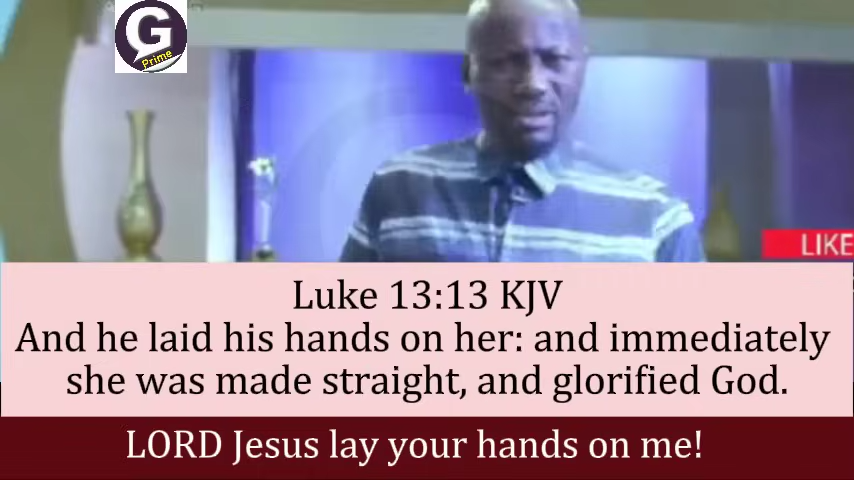 G
Prime
LIKE
Luke 13:13 KJV
And he laid his hands on her: and immediately
she was made straight, and glorified God.
LORD Jesus lay your hands on me!